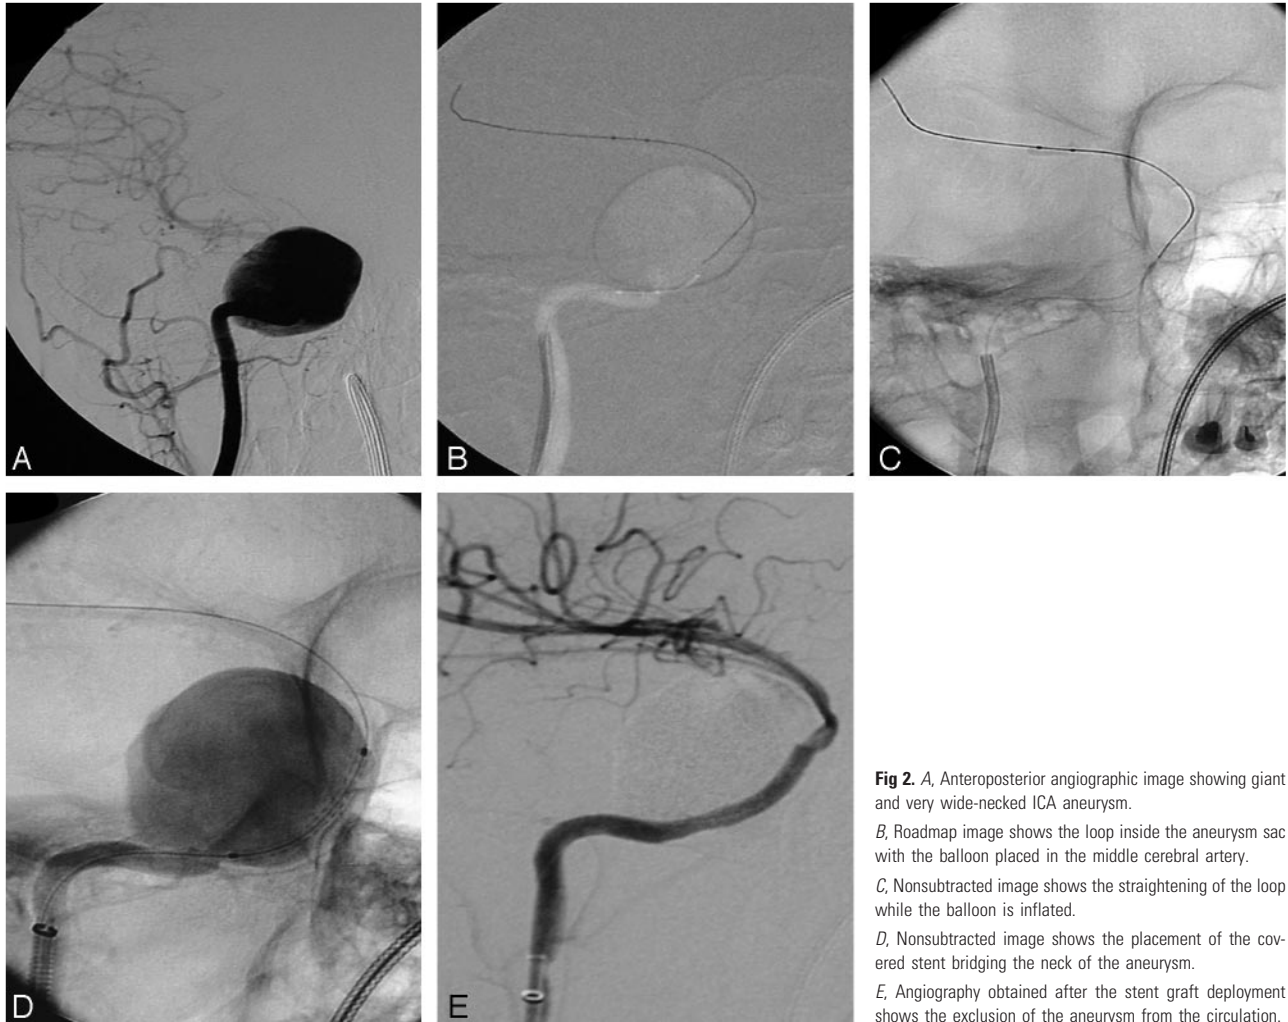 A
B
C
D
E
Fig 2. A, Anteroposterior angiographic image showing giant
and very wide-necked ICA aneurysm.
B, Roadmap image shows the loop inside the aneurysm sac
with the balloon placed in the middle cerebral artery.
C, Nonsubtracted image shows the straightening of the loop
while the balloon is inflated.
D, Nonsubtracted image shows the placement of the cov-
ered stent bridging the neck of the aneurysm.
E, Angiography obtained after the stent graft deployment
shows the exclusion of the aneurysm from the circulation.